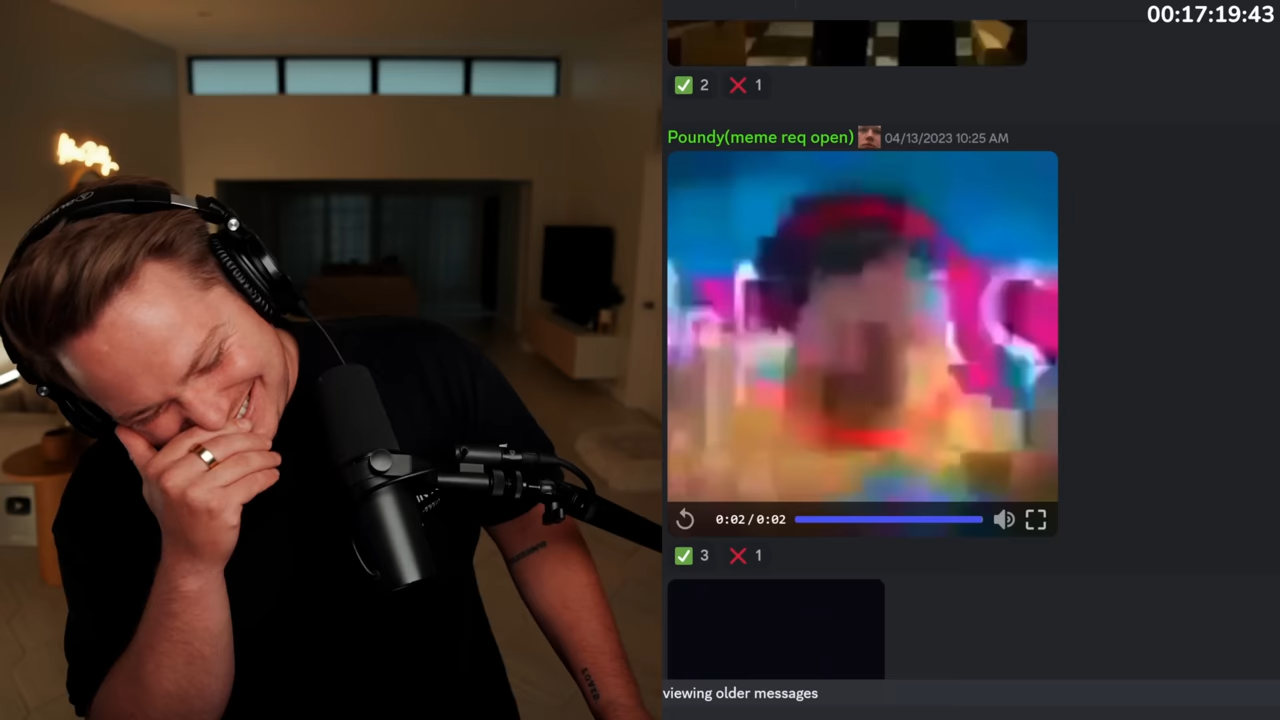 00:17:19:43
2 1
Poundy(meme req open) 04/13/2023 10:25 AM
0:02/0:02
3 1
viewing older messages
LOVED